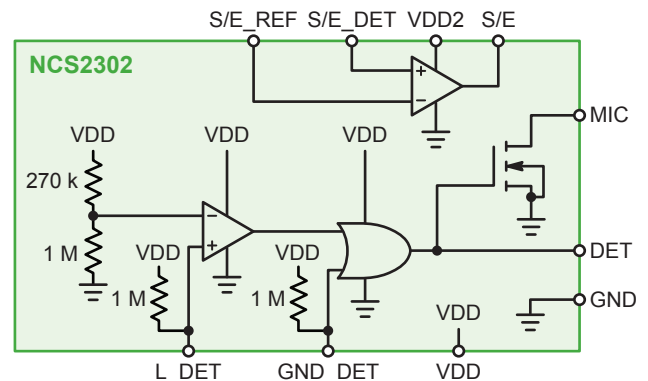 S/E_REF S/E_DET VDD2 S/E
NCS2302
+
−
MIC
VDD VDD VDD
270 k
−
1 M
+
VDD VDD
DET
1 M 1 M
GND
VDD
L_DET GND_DET VDD